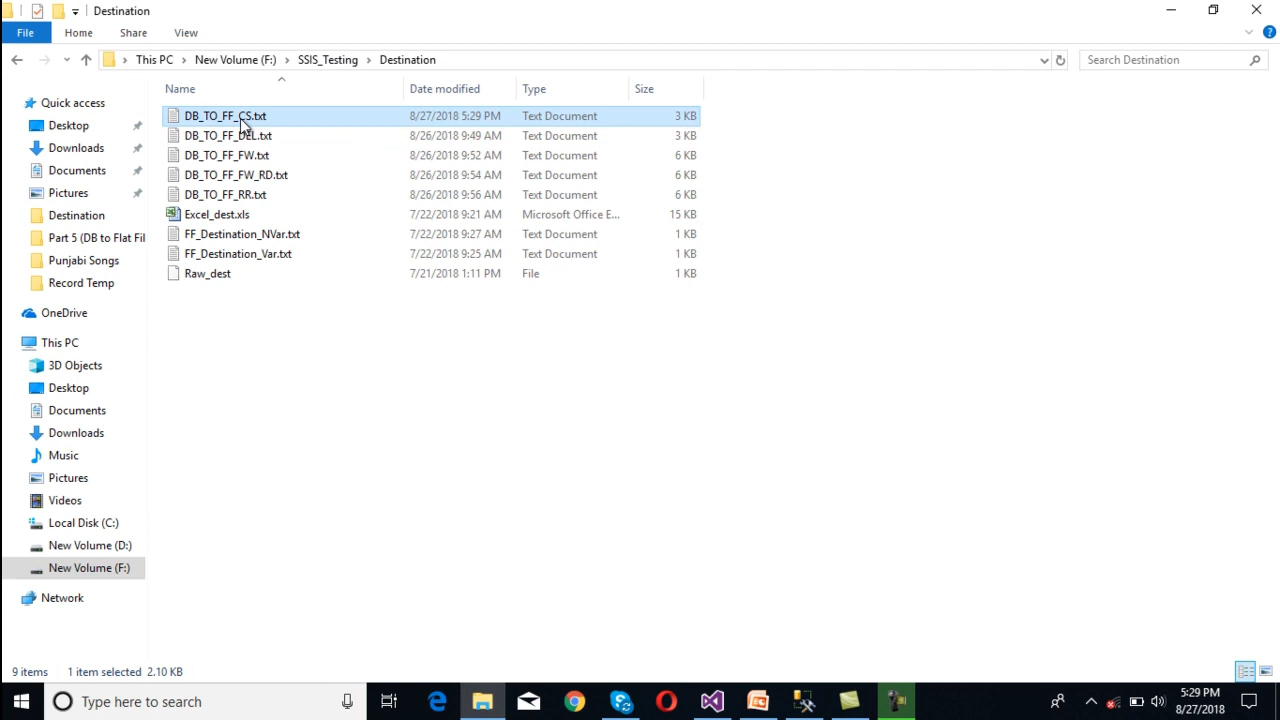 Destination
File Home Share View
This PC New Volume (F:) SSIS_Testing Destination Search Destination
Name Date modified Type Size
DB_TO_FF_CS.txt 8/27/2018 5:29 PM Text Document 3 KB
DB_TO_FF_DEL.txt 8/26/2018 9:49 AM Text Document 3 KB
DB_TO_FF_FW.txt 8/26/2018 9:52 AM Text Document 6 KB
DB_TO_FF_FW_RD.txt 8/26/2018 9:54 AM Text Document 6 KB
DB_TO_FF_RR.txt 8/26/2018 9:56 AM Text Document 6 KB
Excel_dest.xls 7/22/2018 9:21 AM Microsoft Office E... 15 KB
FF_Destination_NVar.txt 7/22/2018 9:27 AM Text Document 1 KB
FF_Destination_Var.txt 7/22/2018 9:25 AM Text Document 1 KB
Raw_dest 7/21/2018 1:11 PM File 1 KB
Quick access
Desktop
Downloads
Documents
Pictures
Destination
Part 5 (DB to Flat Fil
Punjabi Songs
Record Temp
OneDrive
This PC
3D Objects
Desktop
Documents
Downloads
Music
Pictures
Videos
Local Disk (C:)
New Volume (D:)
New Volume (F:)
Network
9 items 1 item selected 2.10 KB
Type here to search
5:29 PM
8/27/2018